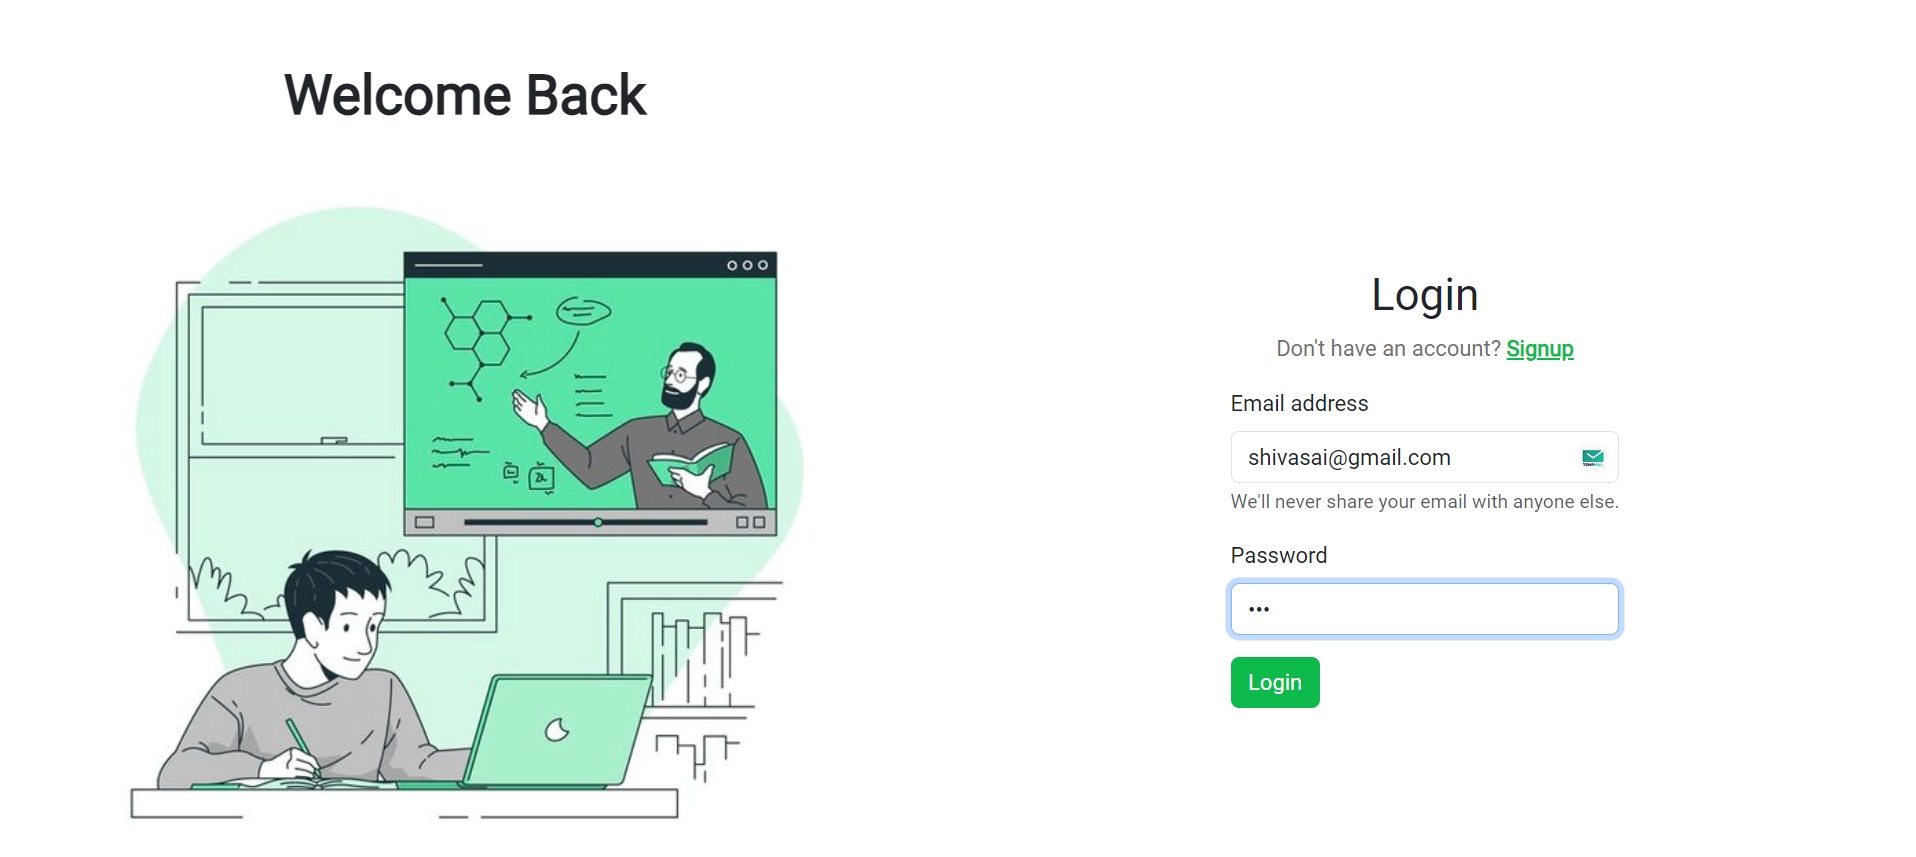 Welcome Back
Login
Don't have an account? Signup
Email address
shivasai@gmail.com
We'll never share your email with anyone else.
Password
•••
Login